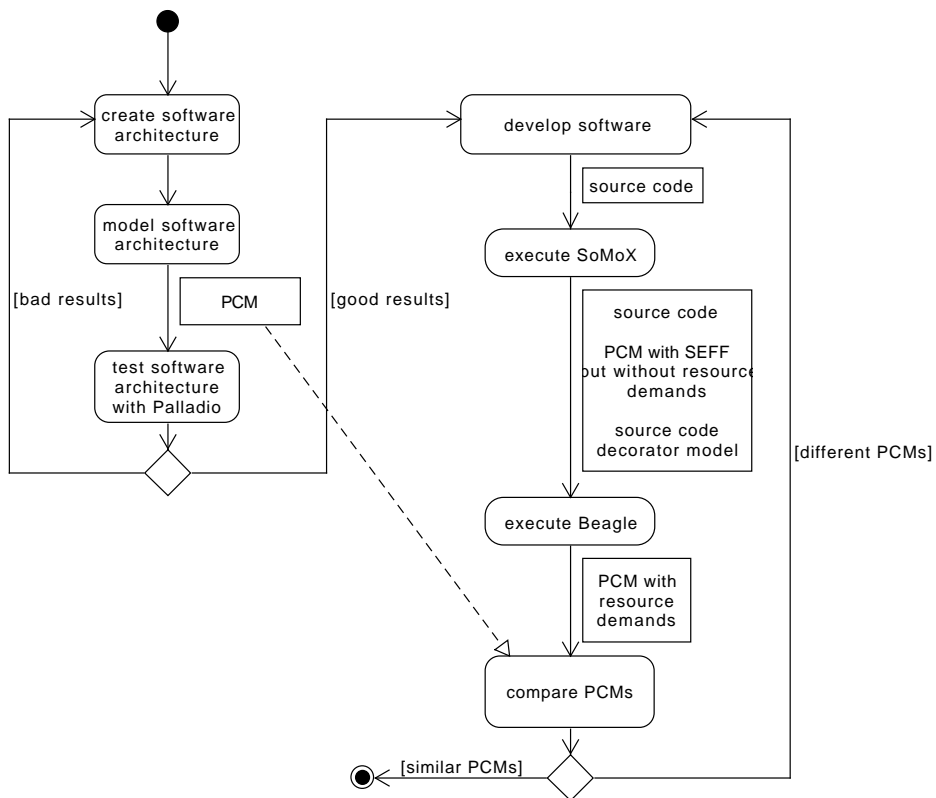 create software
architecture
model software
architecture
[bad results]
PCM
[good results]
test software
architecture
with Palladio
develop software
source code
execute SoMoX
source code
PCM with SEFF
out without resource
demands
source code
decorator model
[different PCMs]
execute Beagle
PCM with
resource
demands
compare PCMs
[similar PCMs]